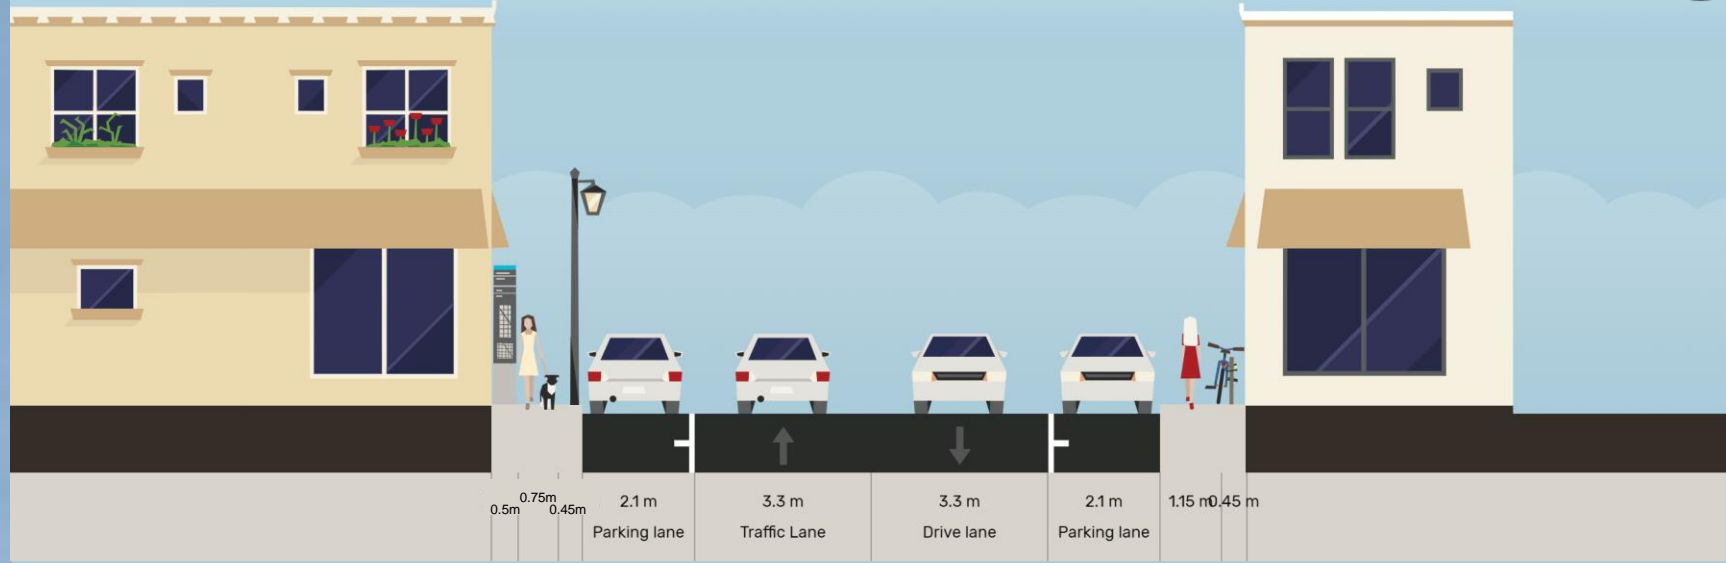 0.5m
0.75m
0.45m
2.1 m
Parking lane
3.3 m
Traffic Lane
3.3 m
Drive lane
2.1 m
Parking lane
1.15 m
0.45 m